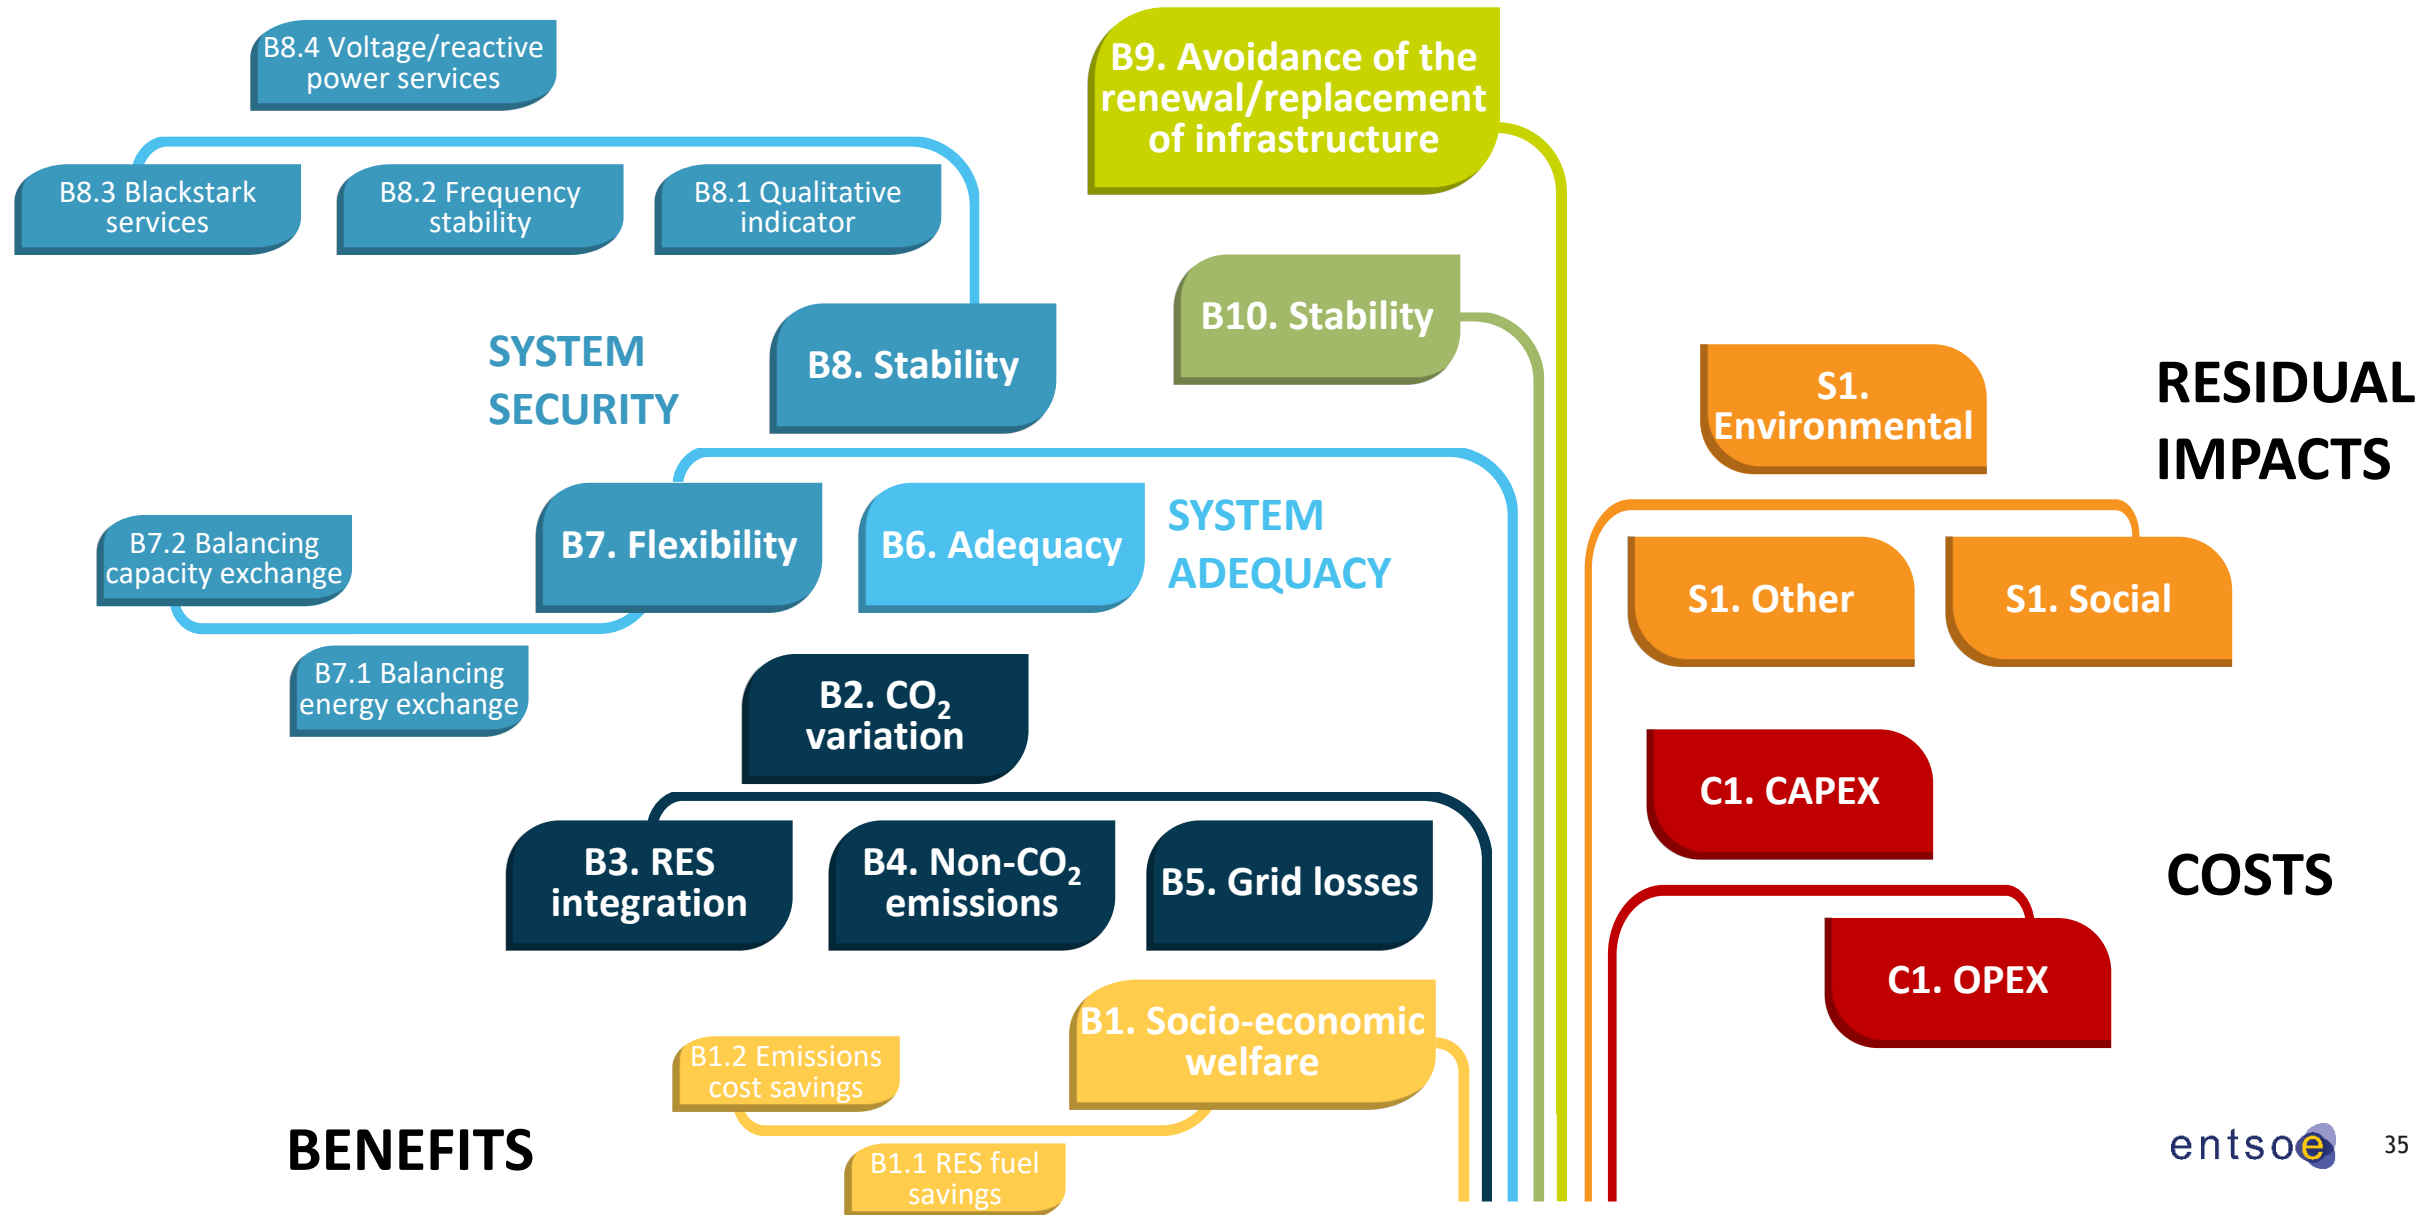 B8.4 Voltage/reactive
power services
B9. Avoidance of the
renewal/replacement
of infrastructure
B8.3 Blackstark
services
B8.2 Frequency
stability
B8.1 Qualitative
indicator
B10. Stability
SYSTEM
SECURITY
B8. Stability
S1.
Environmental
RESIDUAL
IMPACTS
B7.2 Balancing
capacity exchange
B7. Flexibility
B6. Adequacy
SYSTEM
ADEQUACY
S1. Other
S1. Social
B7.1 Balancing
energy exchange
B2. CO₂
variation
C1. CAPEX
B3. RES
integration
B4. Non-CO₂
emissions
B5. Grid losses
COSTS
C1. OPEX
B1. Socio-economic
welfare
B1.2 Emissions
cost savings
BENEFITS
B1.1 RES fuel
savings
entsoe
35